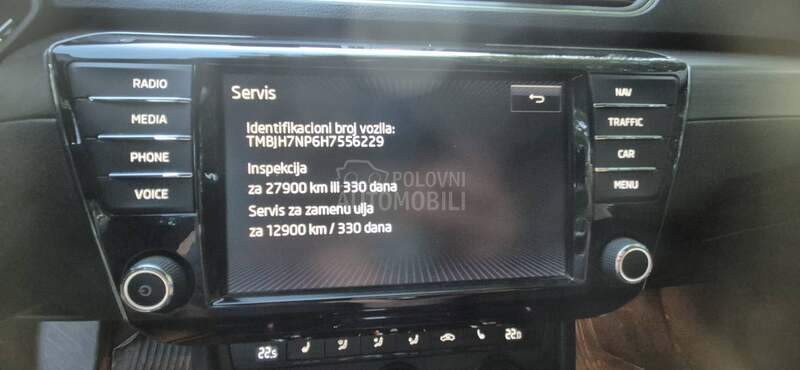 RADIO
MEDIA
PHONE
VOICE
Servis
Identifikacioni broj vozila:
TMBJH7NP6H7556229
Inspekcija
za 27900 km ili 330 dana
Servis za zamenu ulja
za 12900 km / 330 dana
POLOVNI
AUTOMOBILI
NAV
TRAFFIC
CAR
MENU
22.5
22.0